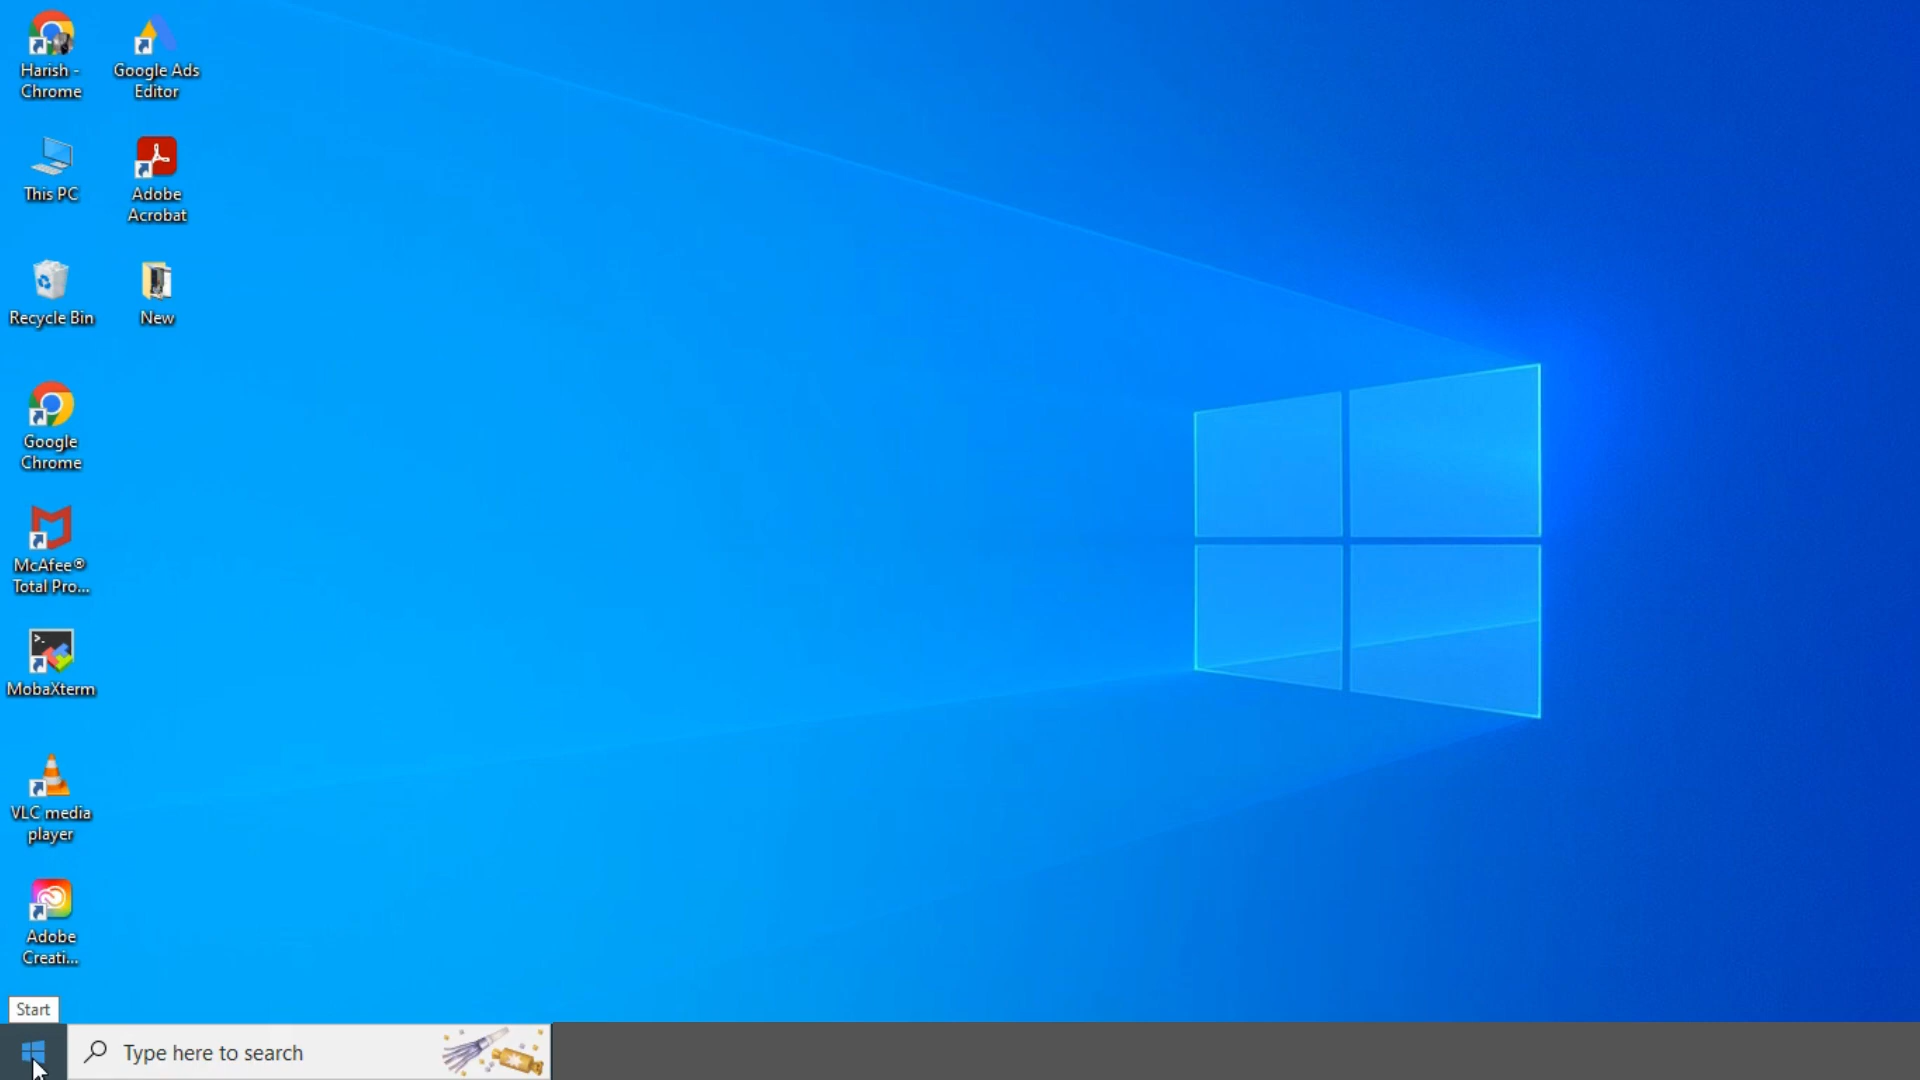 Harish -
Chrome
Google Ads
Editor
This PC
Adobe
Acrobat
Recycle Bin
New
Google
Chrome
McAfee®
Total Pro...
>.
MobaXterm
VLC media
player
Adobe
Creati...
Start
Type here to search